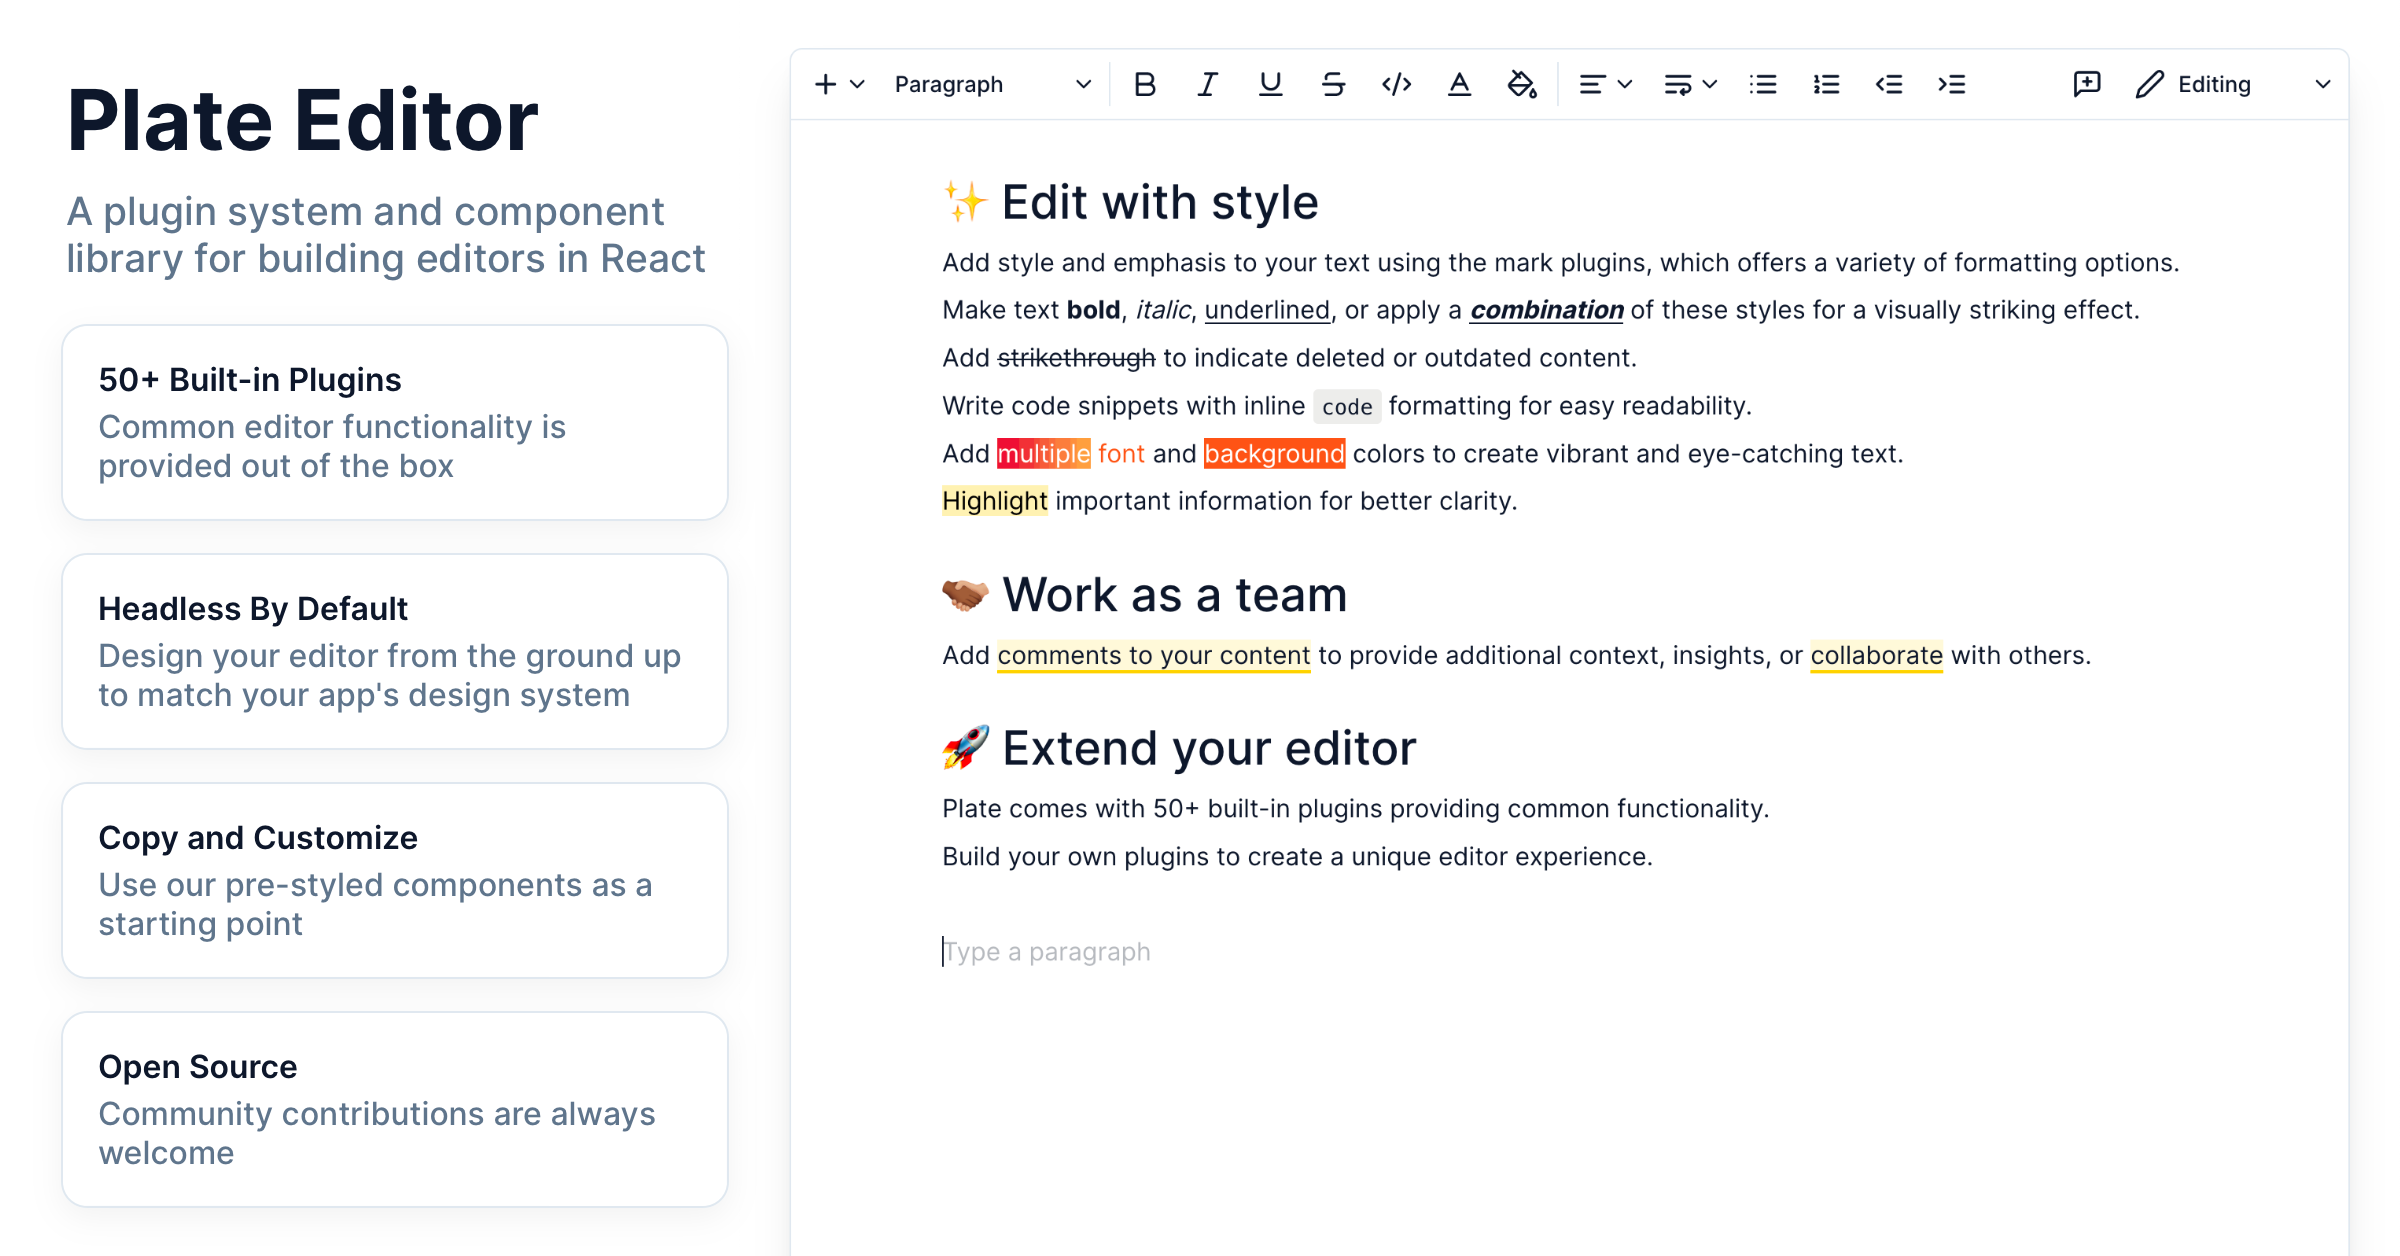 Plate Editor
A plugin system and component
library for building editors in React
50+ Built-in Plugins
Common editor functionality is
provided out of the box
Headless By Default
Design your editor from the ground up
to match your app's design system
Copy and Customize
Use our pre-styled components as a
starting point
Open Source
Community contributions are always
welcome
Paragraph
Editing
✨ Edit with style
Add style and emphasis to your text using the mark plugins, which offers a variety of formatting options.
Make text bold, italic, underlined, or apply a combination of these styles for a visually striking effect.
Add strikethrough to indicate deleted or outdated content.
Write code snippets with inline code formatting for easy readability.
Add multiple font and background colors to create vibrant and eye-catching text.
Highlight important information for better clarity.
🤝 Work as a team
Add comments to your content to provide additional context, insights, or collaborate with others.
🚀 Extend your editor
Plate comes with 50+ built-in plugins providing common functionality.
Build your own plugins to create a unique editor experience.
Type a paragraph